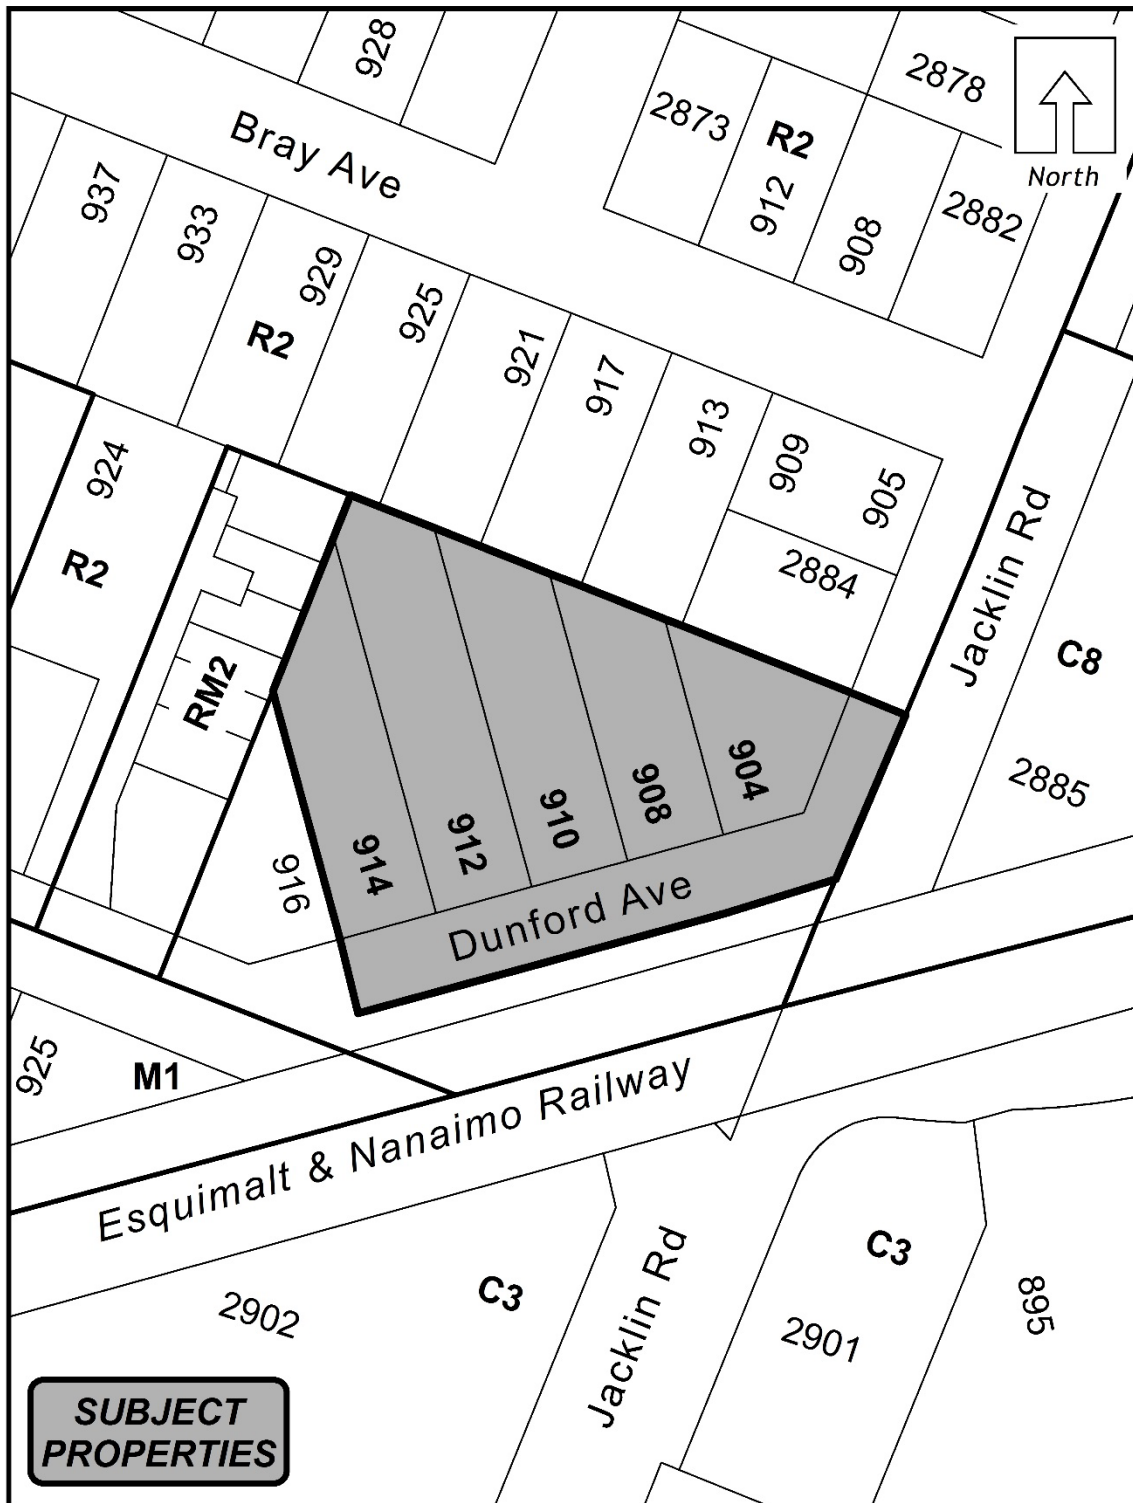 928
2878
2873
R2
912
Bray Ave
North
937
933
908
2882
929
925
R2
921
917
913
909
905
924
Jacklin Rd
R2
2884
C8
RM2
904
908
2885
910
912
914
916
Dunford Ave
925
M1
Esquimalt & Nanaimo Railway
C3
C3
2902
Jacklin Rd
2901
895
SUBJECT
PROPERTIES